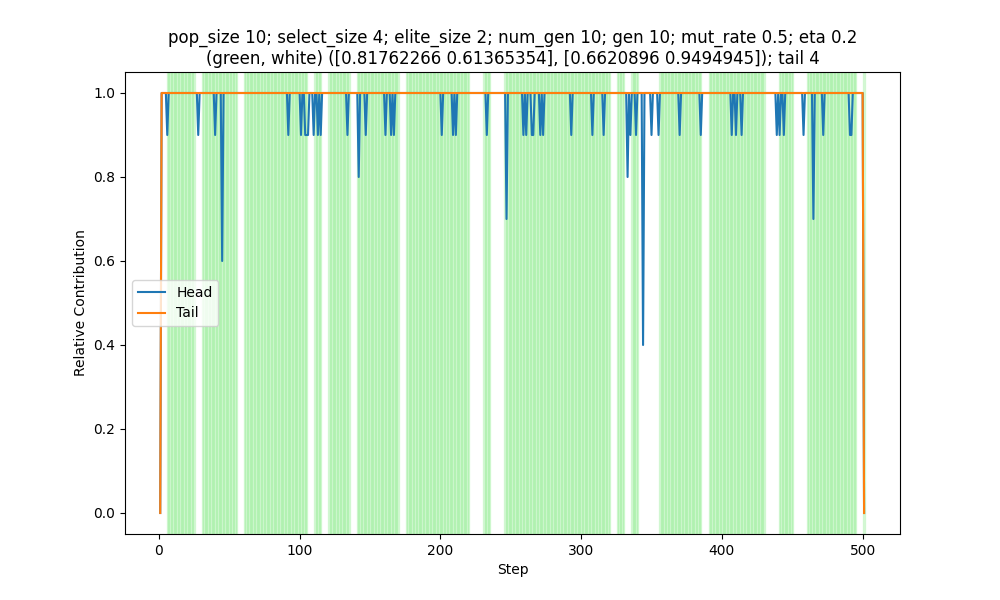 pop_size 10; select_size 4; elite_size 2; num_gen 10; gen 10; mut_rate 0.5; eta 0.2
(green, white) ([0.81762266 0.61365354], [0.6620896 0.9494945]); tail 4
1.0
0.8
0.6
0.4
0.2
0.0
Relative Contribution
Head
Tail
0
100
200
300
400
500
Step